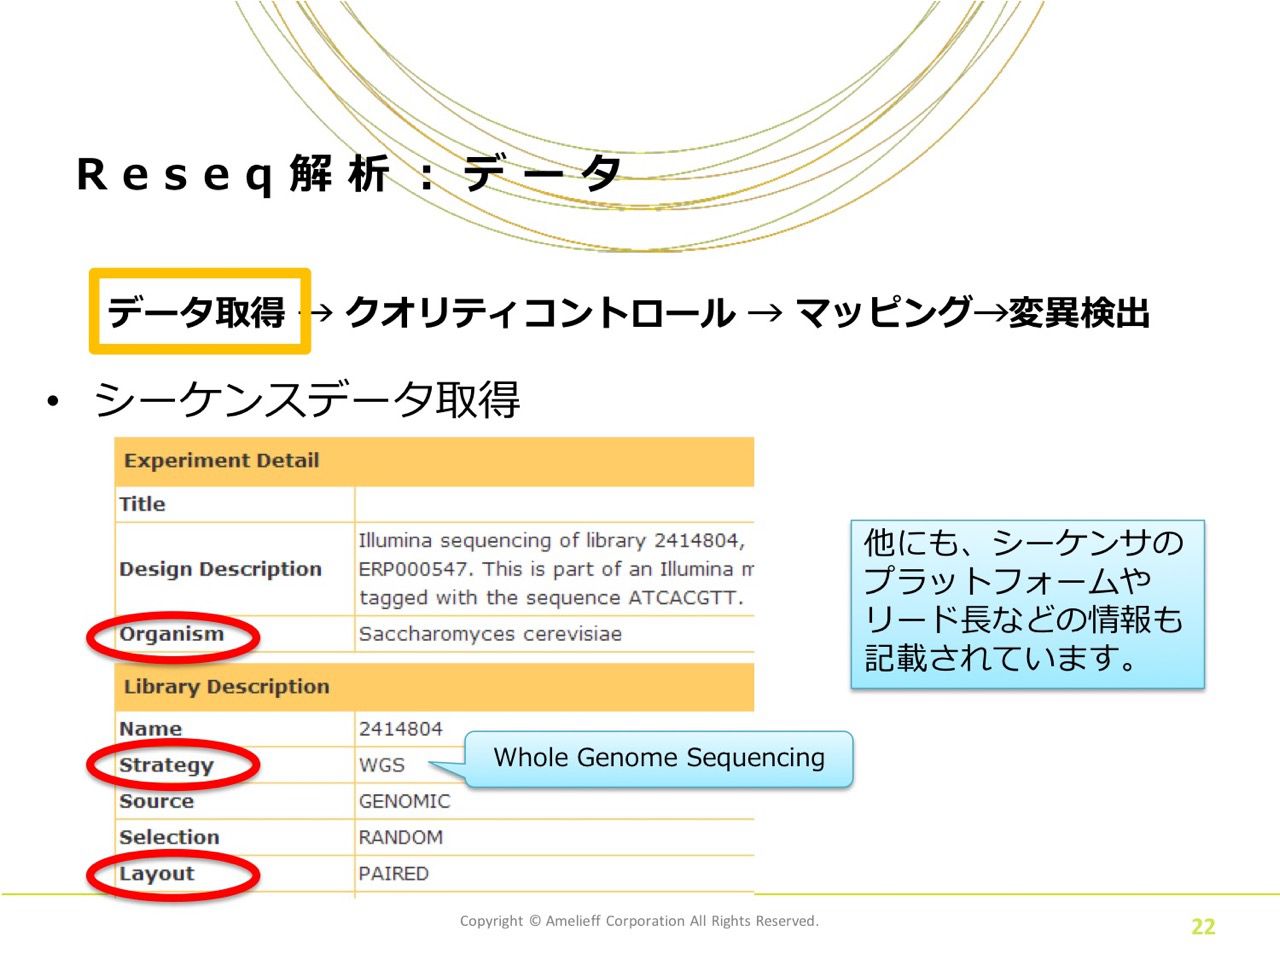 Reseq解析：データ
データ取得 → クオリティコントロール → マッピング→変異検出
• シーケンスデータ取得
Experiment Detail
Title
Design Description
Illumina sequencing of library 2414804,
ERP000547. This is part of an Illumina m
tagged with the sequence ATCACGTT.
Organism Saccharomyces cerevisiae
Library Description
Name 2414804
Strategy WGS
Whole Genome Sequencing
Source GENOMIC
Selection RANDOM
Layout PAIRED
他にも、シーケンサの
プラットフォームや
リード長などの情報も
記載されています。
Copyright © Amelieff Corporation All Rights Reserved.
22